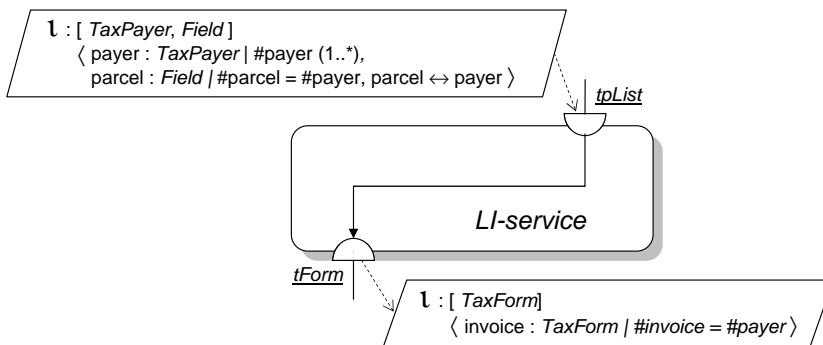 l : [ TaxPayer, Field ]
⟨ payer : TaxPayer | #payer (1..*),
parcel : Field | #parcel = #payer, parcel ↔ payer ⟩
tpList
LI-service
tForm
l : [ TaxForm]
⟨ invoice : TaxForm | #invoice = #payer ⟩